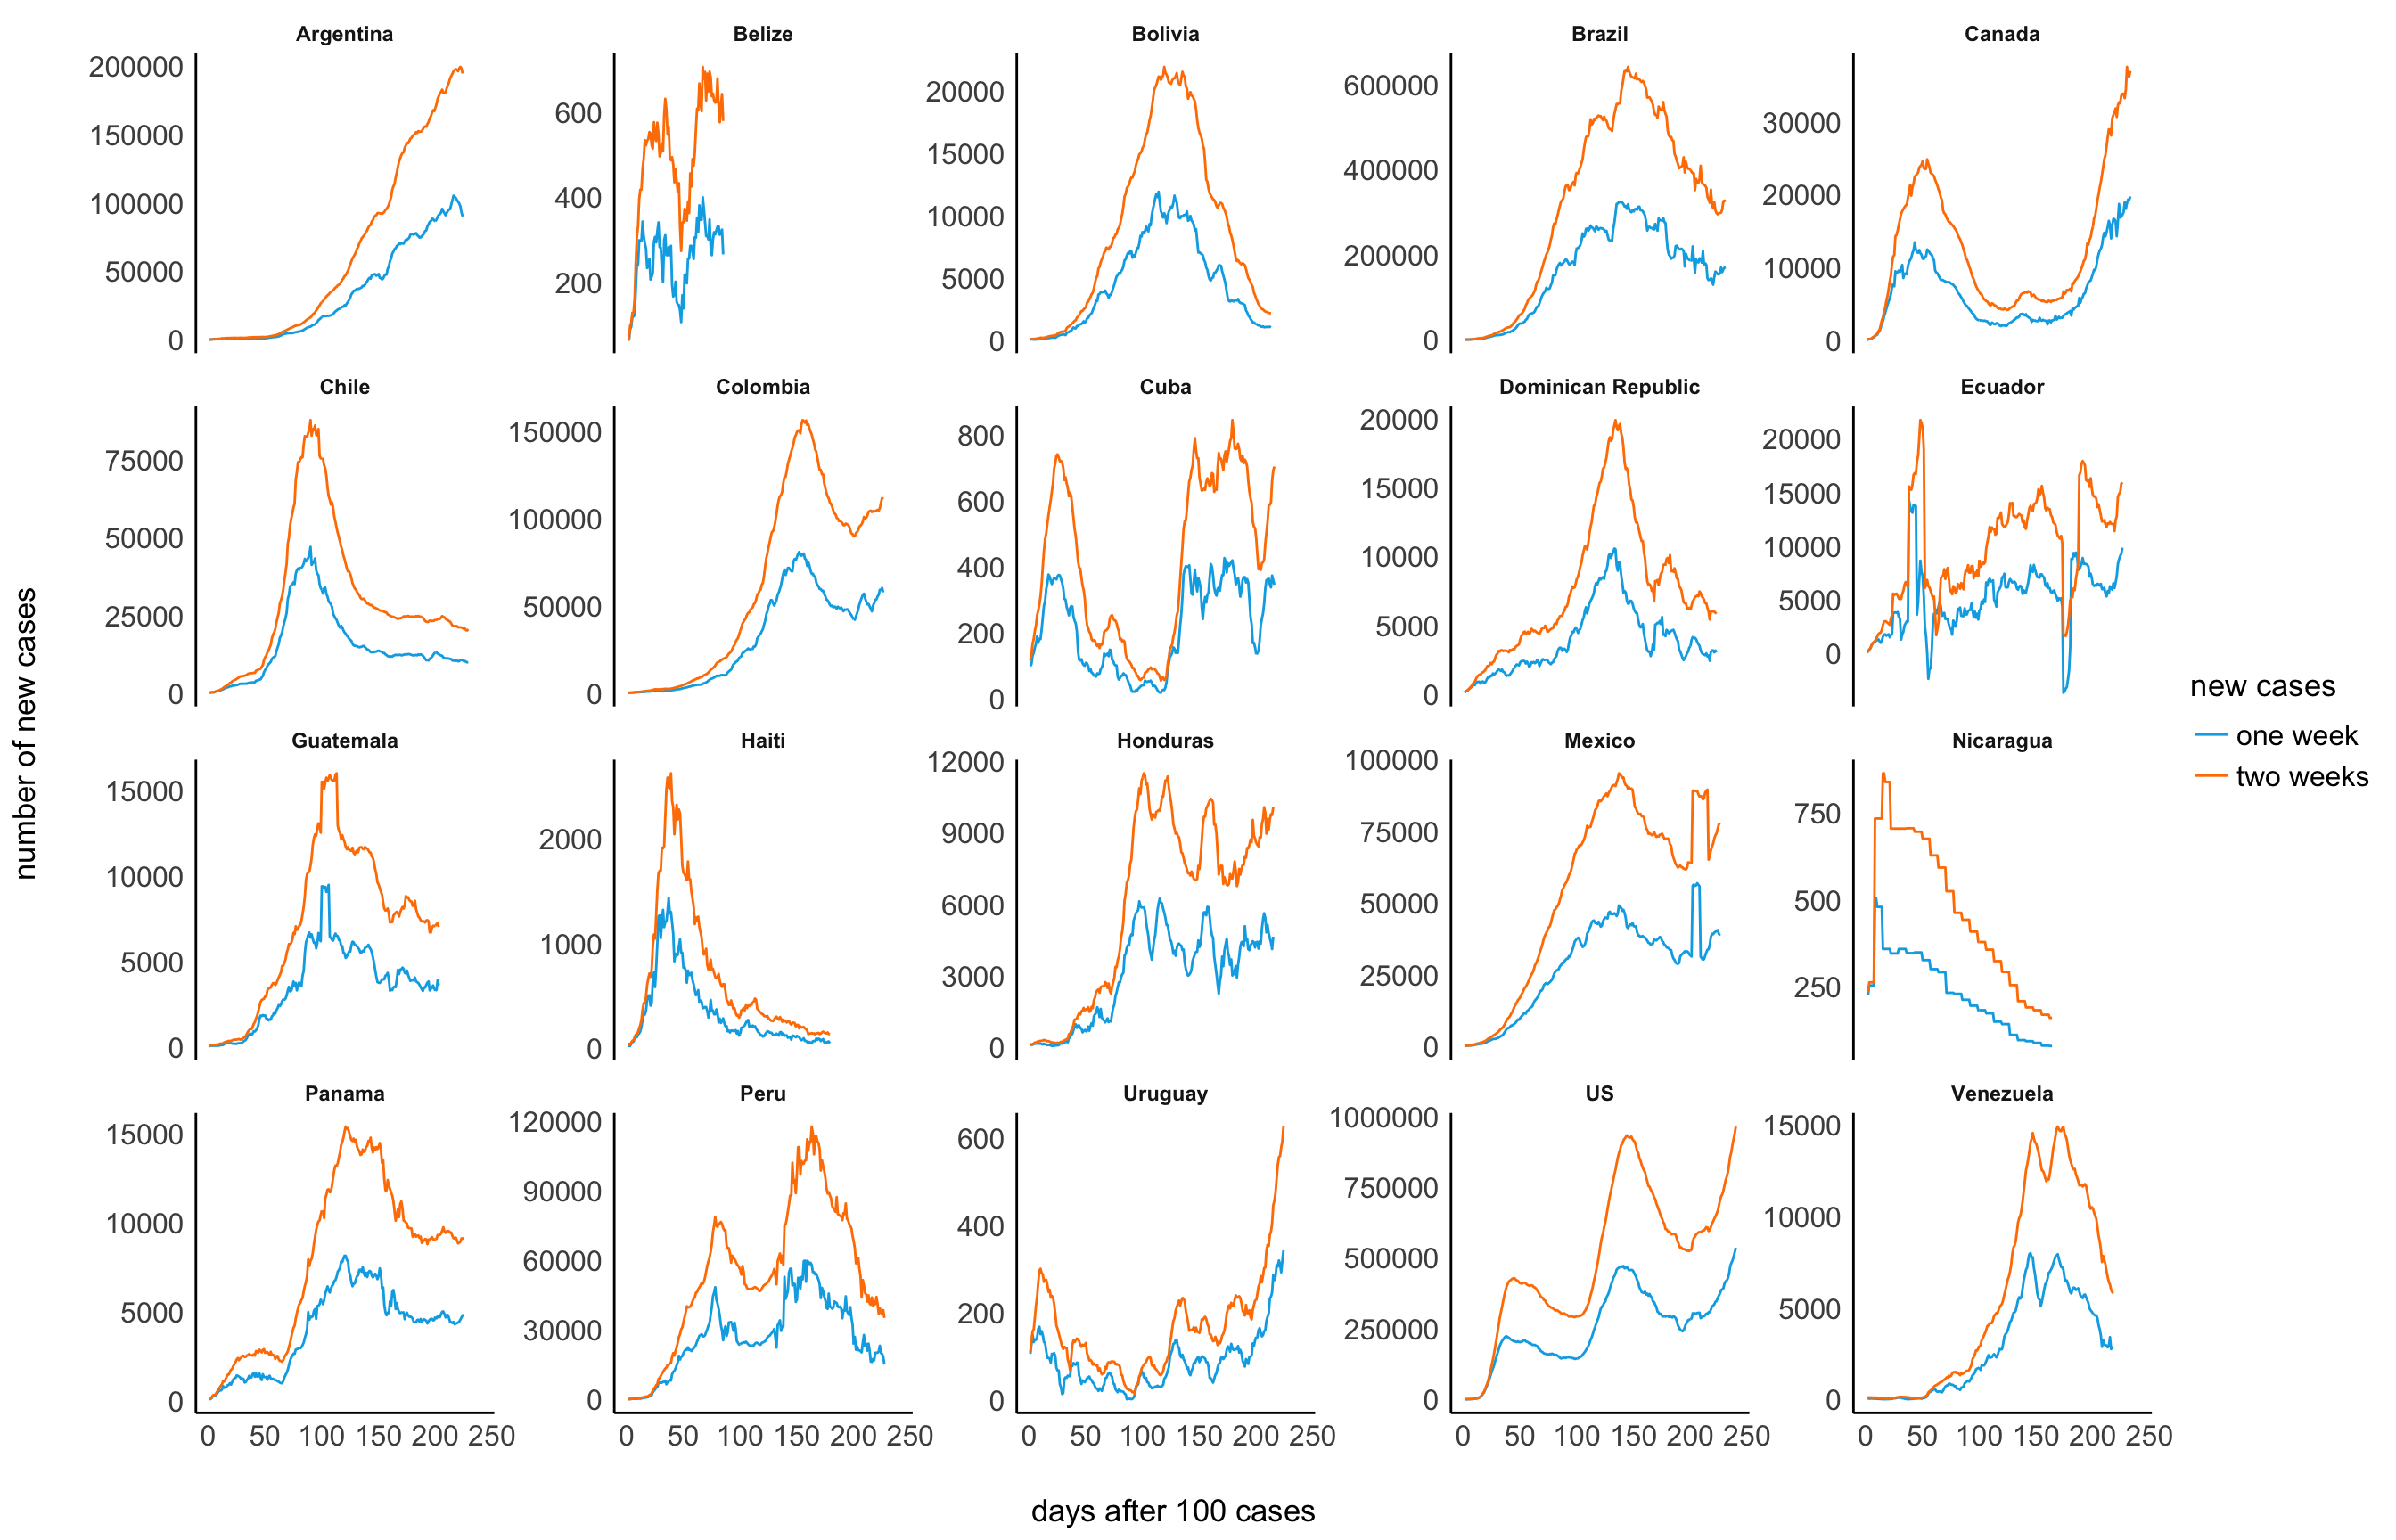 Argentina Belize Bolivia Brazil Canada
200000 150000 100000 50000 0
600 400 200
20000 15000 10000 5000 0
600000 400000 200000 0
30000 20000 10000 0
Chile Colombia Cuba Dominican Republic Ecuador
75000 50000 25000 0
150000 100000 50000 0
800 600 400 200 0
20000 15000 10000 5000 0
20000 15000 10000 5000 0
Guatemala Haiti Honduras Mexico Nicaragua
15000 10000 5000 0
2000 1000 0
12000 9000 6000 3000 0
100000 75000 50000 25000 0
750 500 250
Panama Peru Uruguay US Venezuela
15000 10000 5000 0
120000 90000 60000 30000 0
600 400 200 0
1000000 750000 500000 250000 0
15000 10000 5000 0
0 50 100 150 200 250
0 50 100 150 200 250
0 50 100 150 200 250
0 50 100 150 200 250
0 50 100 150 200 250
number of new cases
days after 100 cases
new cases
one week
two weeks